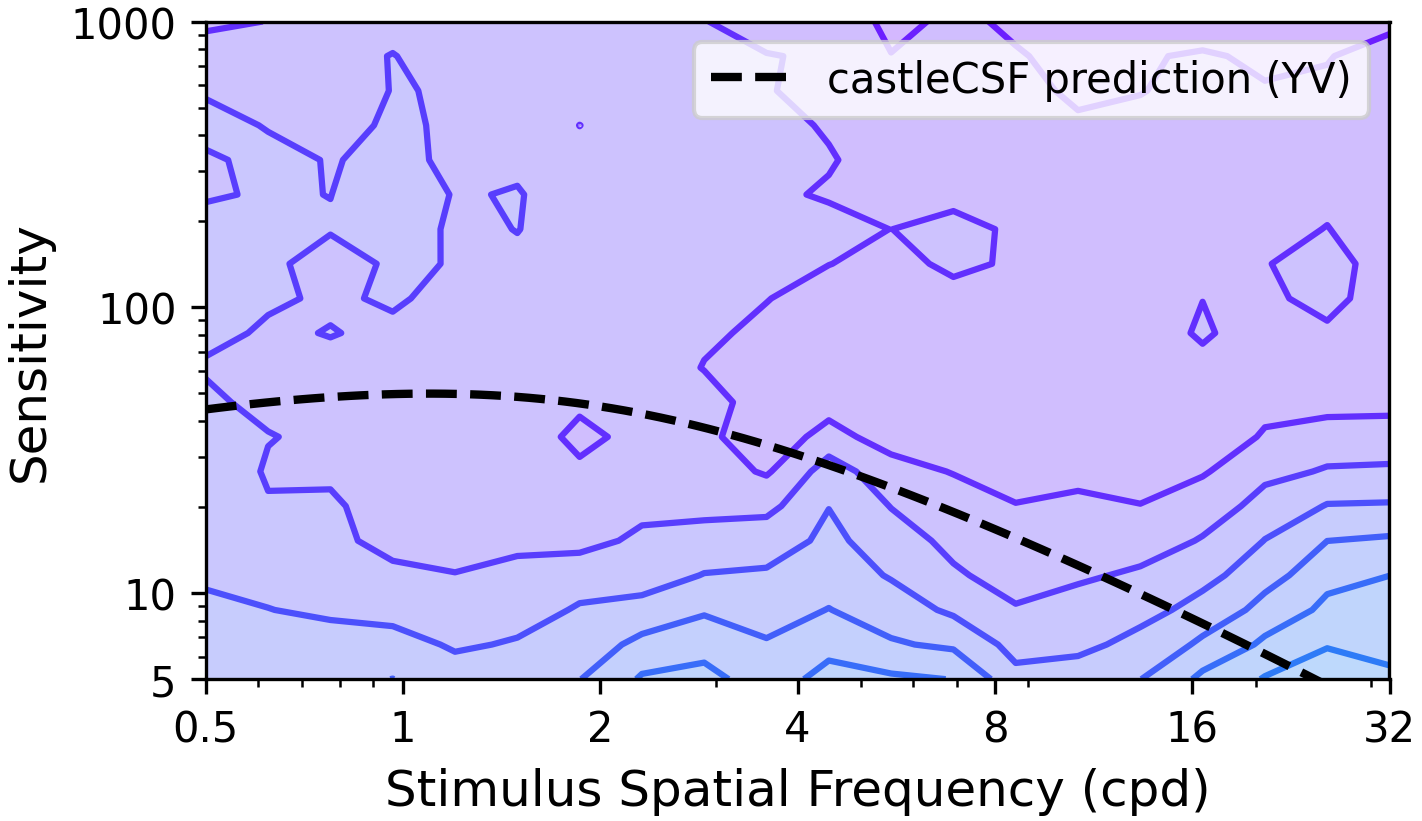 1000
100
10
5
Sensitivity
castleCSF prediction (YV)
0.5 1 2 4 8 16 32
Stimulus Spatial Frequency (cpd)